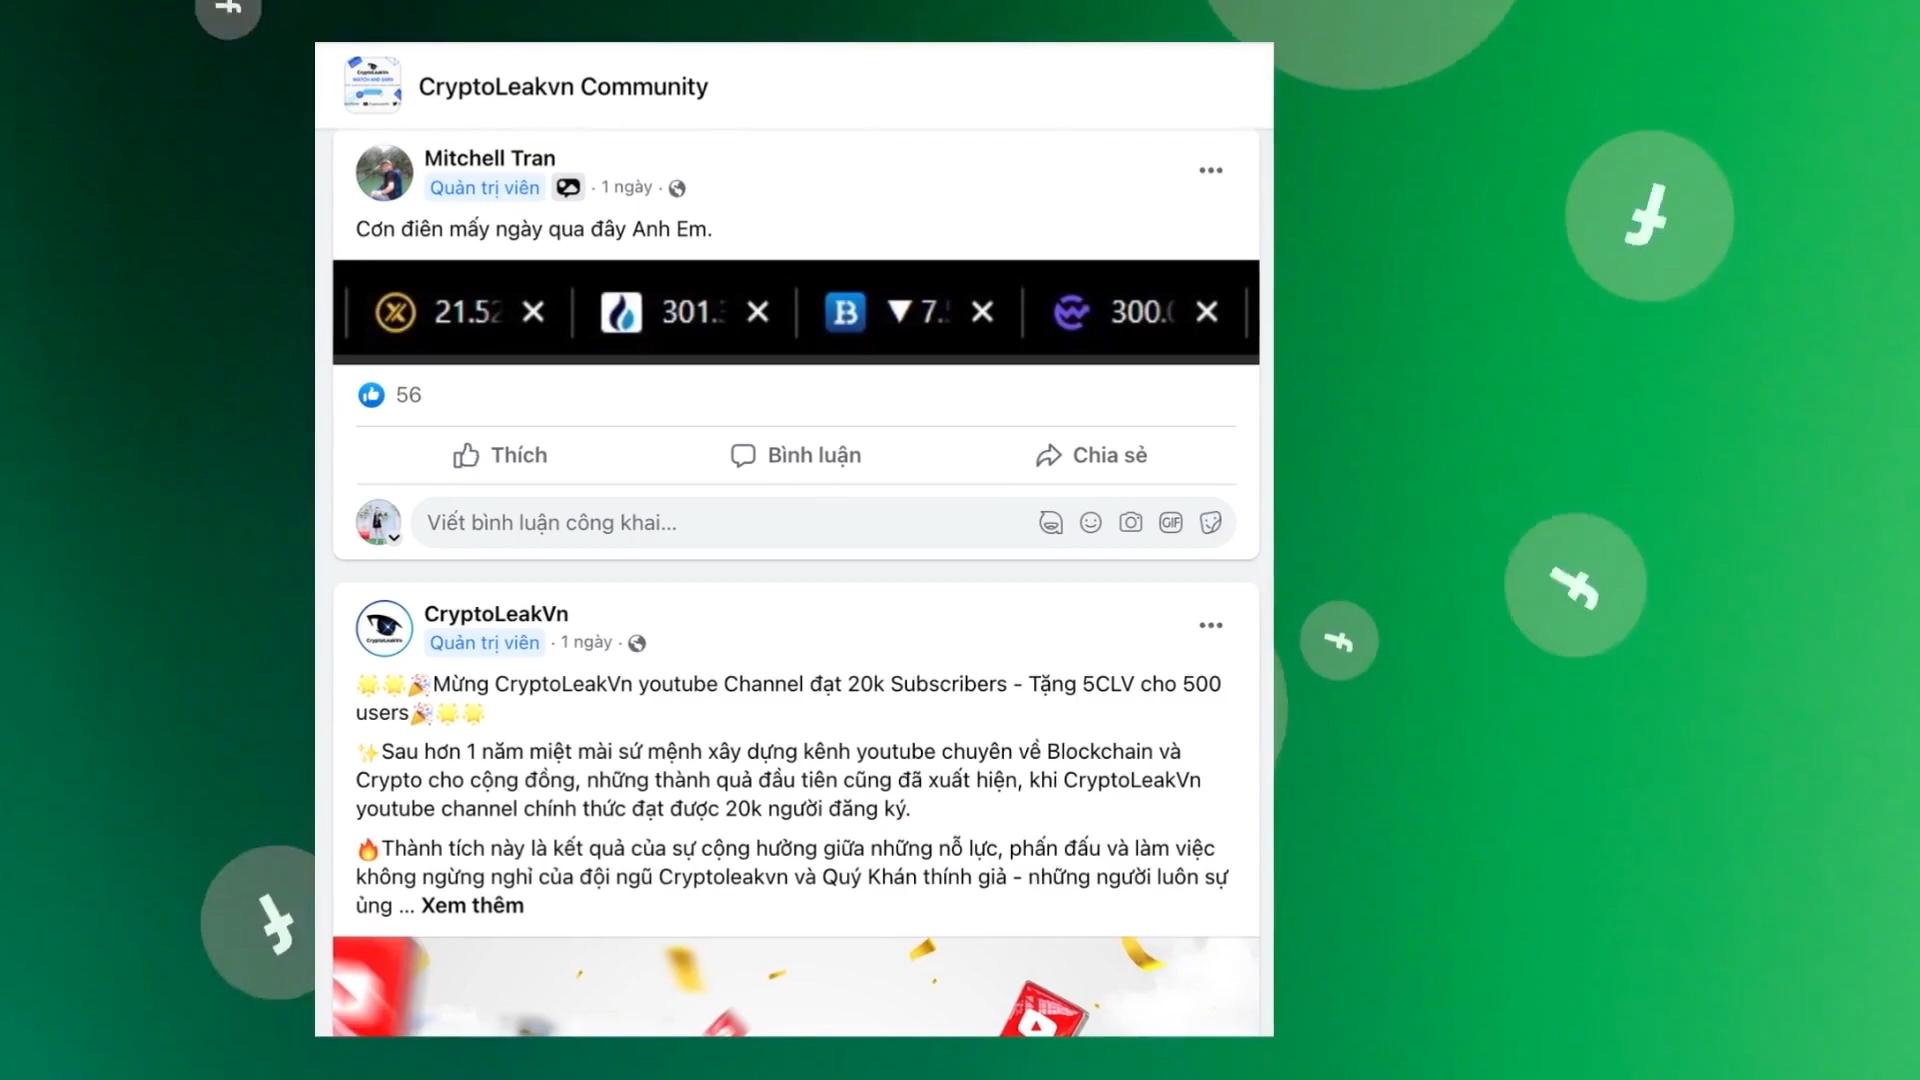 CryptoLeakvn Community
Mitchell Tran
Quản trị viên · 1 ngày ·
Cơn điên mấy ngày qua đây Anh Em.
21.52 301. ▼7. 300.
56
Thích Bình luận Chia sẻ
Viết bình luận công khai...
GIF
CryptoLeakVn
Quản trị viên · 1 ngày ·
🌟🌟🎉Mừng CryptoLeakVn youtube Channel đạt 20k Subscribers - Tặng 5CLV cho 500
users🎉🌟🌟
✨Sau hơn 1 năm miệt mài sứ mệnh xây dựng kênh youtube chuyên về Blockchain và
Crypto cho cộng đồng, những thành quả đầu tiên cũng đã xuất hiện, khi CryptoLeakVn
youtube channel chính thức đạt được 20k người đăng ký.
🔥Thành tích này là kết quả của sự cộng hưởng giữa những nỗ lực, phấn đấu và làm việc
không ngừng nghỉ của đội ngũ Cryptoleakvn và Quý Khán thính giả - những người luôn sự
ủng ... Xem thêm